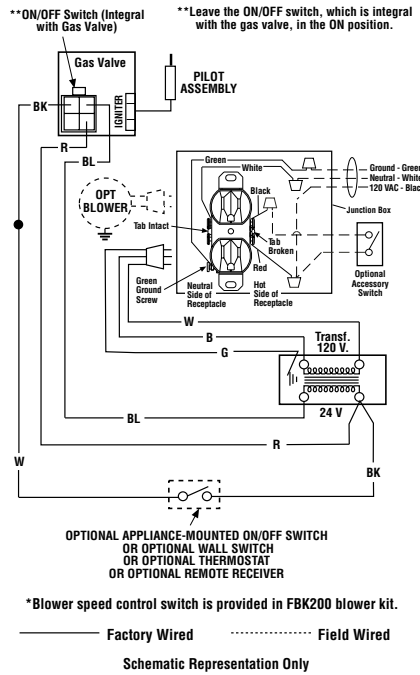 **ON/OFF Switch (Integral
with Gas Valve)
**Leave the ON/OFF switch, which is integral
with the gas valve, in the ON position.
Gas Valve
IGNITER
PILOT
ASSEMBLY
BK
R
BL
Green
White
Ground - Green
Neutral - White
120 VAC - Black
OPT
BLOWER
Black
Junction Box
Tab Intact
Tab
Broken
Red
Green
Ground
Screw
Neutral
Side of
Receptacle
Hot
Side of
Receptacle
Optional
Accessory
Switch
W
B
G
Transf.
120 V.
24 V
BL
R
W
BK
OPTIONAL APPLIANCE-MOUNTED ON/OFF SWITCH
OR OPTIONAL WALL SWITCH
OR OPTIONAL THERMOSTAT
OR OPTIONAL REMOTE RECEIVER
*Blower speed control switch is provided in FBK200 blower kit.
Factory Wired
Field Wired
Schematic Representation Only